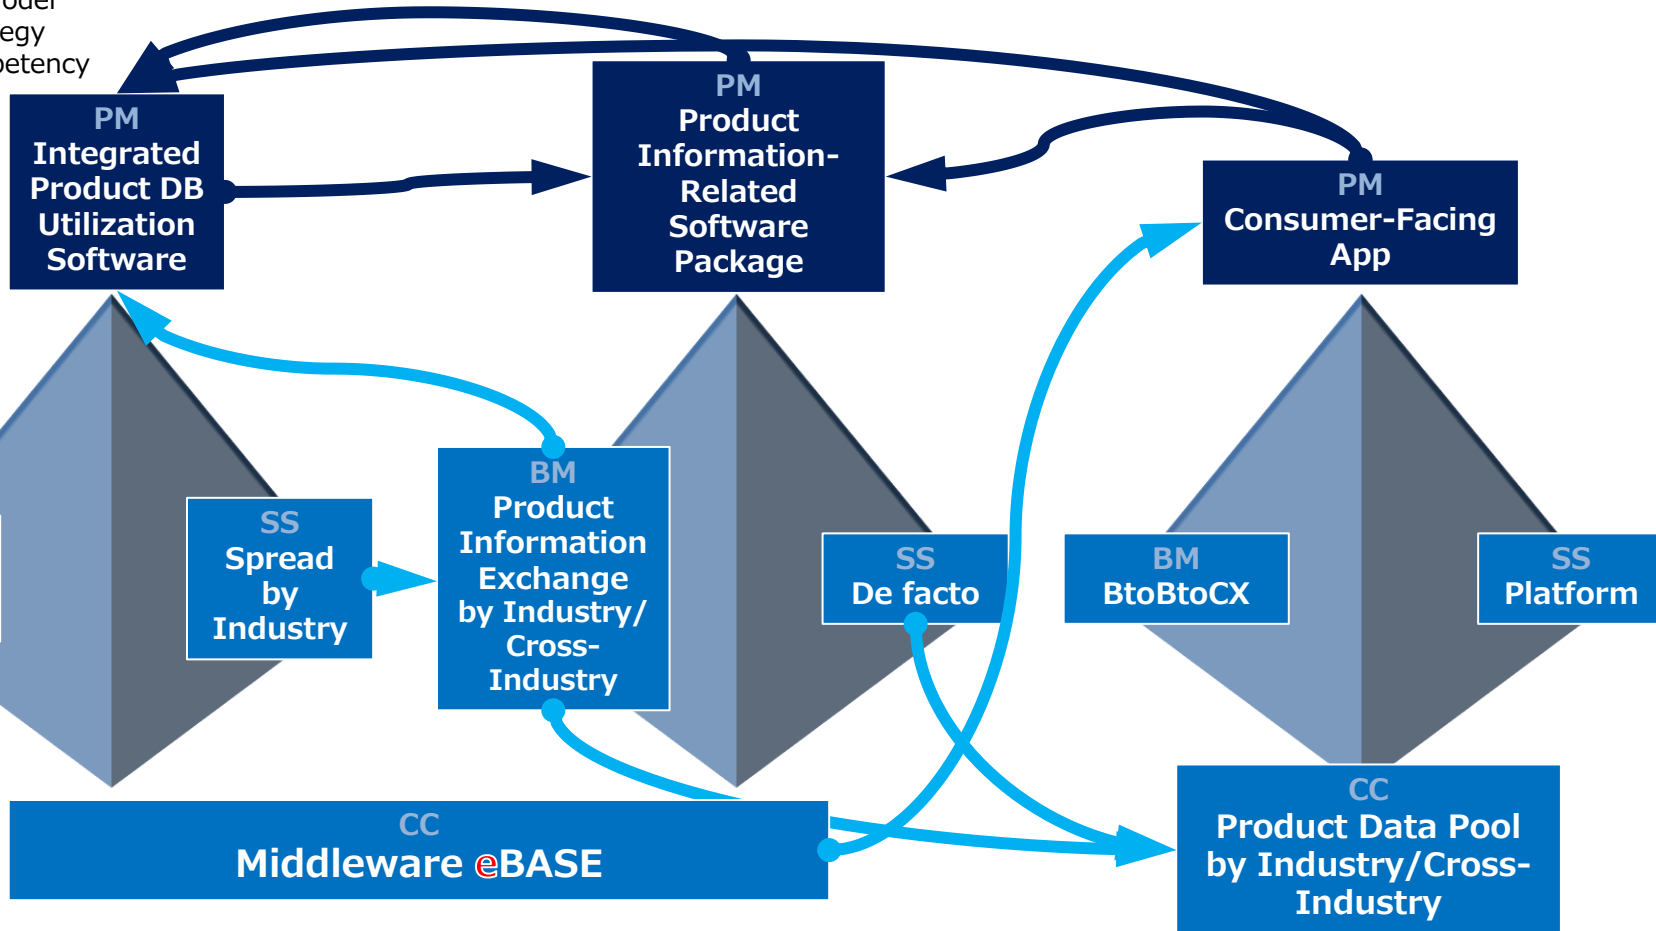 PM
Integrated
Product DB
Utilization
Software
PM
Product
Information-
Related
Software
Package
PM
Consumer-Facing
App
SS
Spread
by
Industry
BM
Product
Information
Exchange
by Industry/
Cross-
Industry
SS
De facto
BM
BtoBtoCX
SS
Platform
CC
Middleware eBASE
CC
Product Data Pool
by Industry/Cross-
Industry